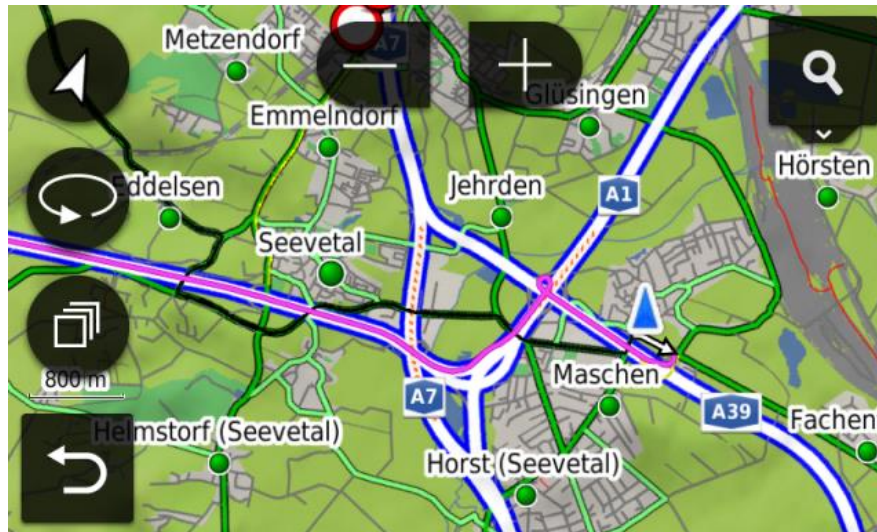 Metzendorf
A7
Glüsingen
Emmelndorf
Hörsten
Eddelsen
Jehrden
A1
Seevetal
800 m
Maschen
A7
A39
Fachen
Helmstorf (Seevetal)
Horst (Seevetal)